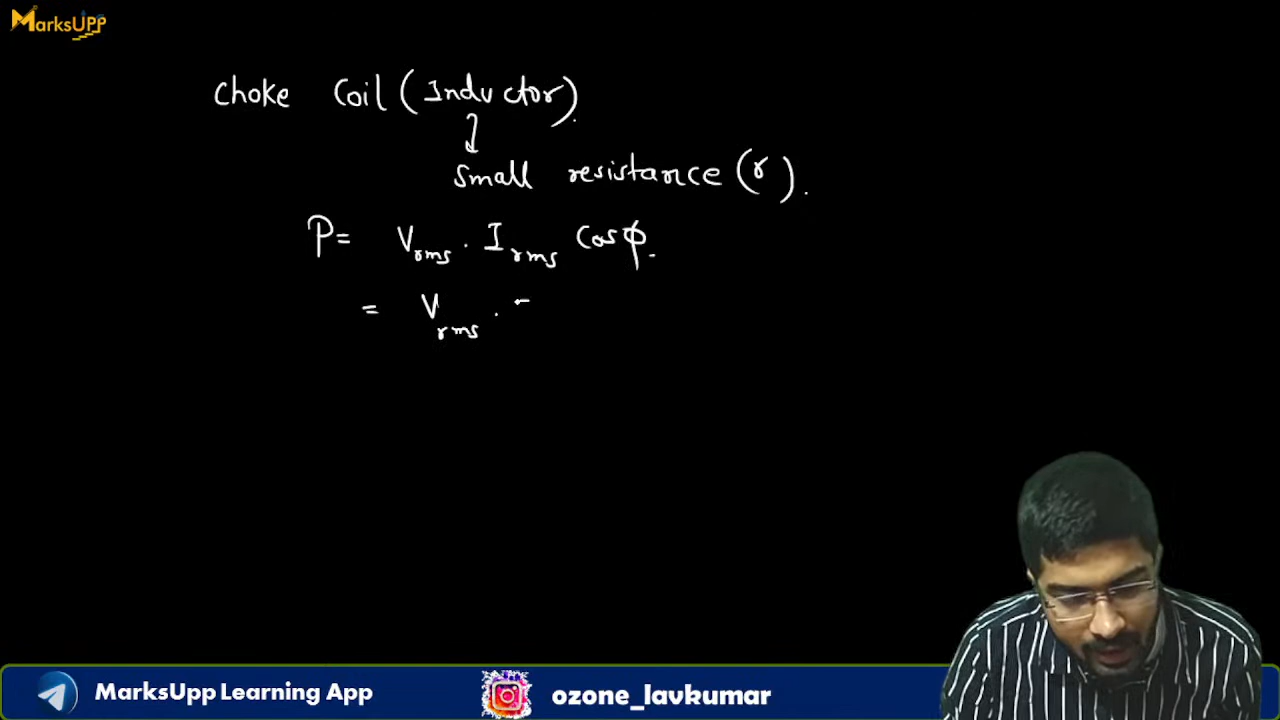 MarksUPP
Choke Coil (Inductor).
small resistance (r).
P = Vrms . Irms Cosϕ.
= Vrms .
MarksUpp Learning App
ozone_lavkumar